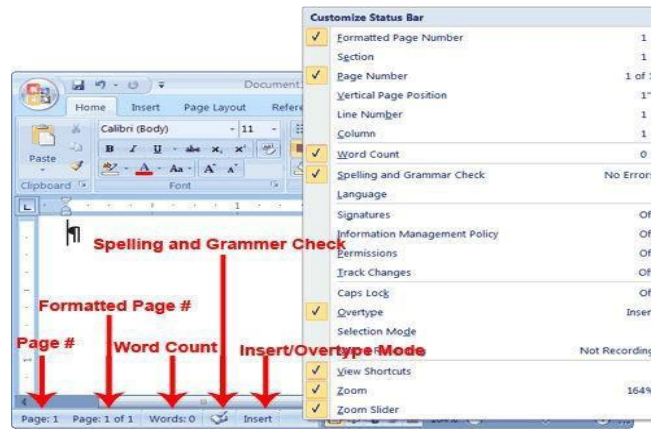 Customize Status Bar
Formatted Page Number 1
Section 1
Page Number 1 of 1
Vertical Page Position 1"
Line Number 1
Column 1
Word Count 0
Spelling and Grammar Check No Errors
Language
Signatures Of
Information Management Policy Of
Permissions Of
Track Changes Of
Caps Lock Of
Overtype Inser
Selection Mode
Not Recording
View Shortcuts
Zoom 164%
Zoom Slider
Document
Home Insert Page Layout Refere
Calibri (Body) 11
Paste
B I U abc x, x'
A Aa A A
Clipboard Font
1
¶
Spelling and Grammer Check
Formatted Page #
Page # Word Count Insert/Overtype Mode
Page: 1 Page: 1 of 1 Words: 0 Insert